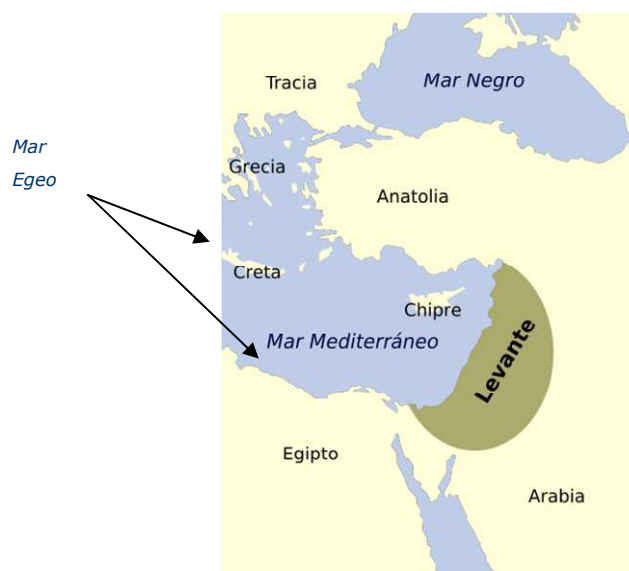 Mar Negro
Tracia
Mar
Egeo
Grecia
Anatolia
Creta
Chipre
Mar Mediterráneo
Levante
Egipto
Arabia